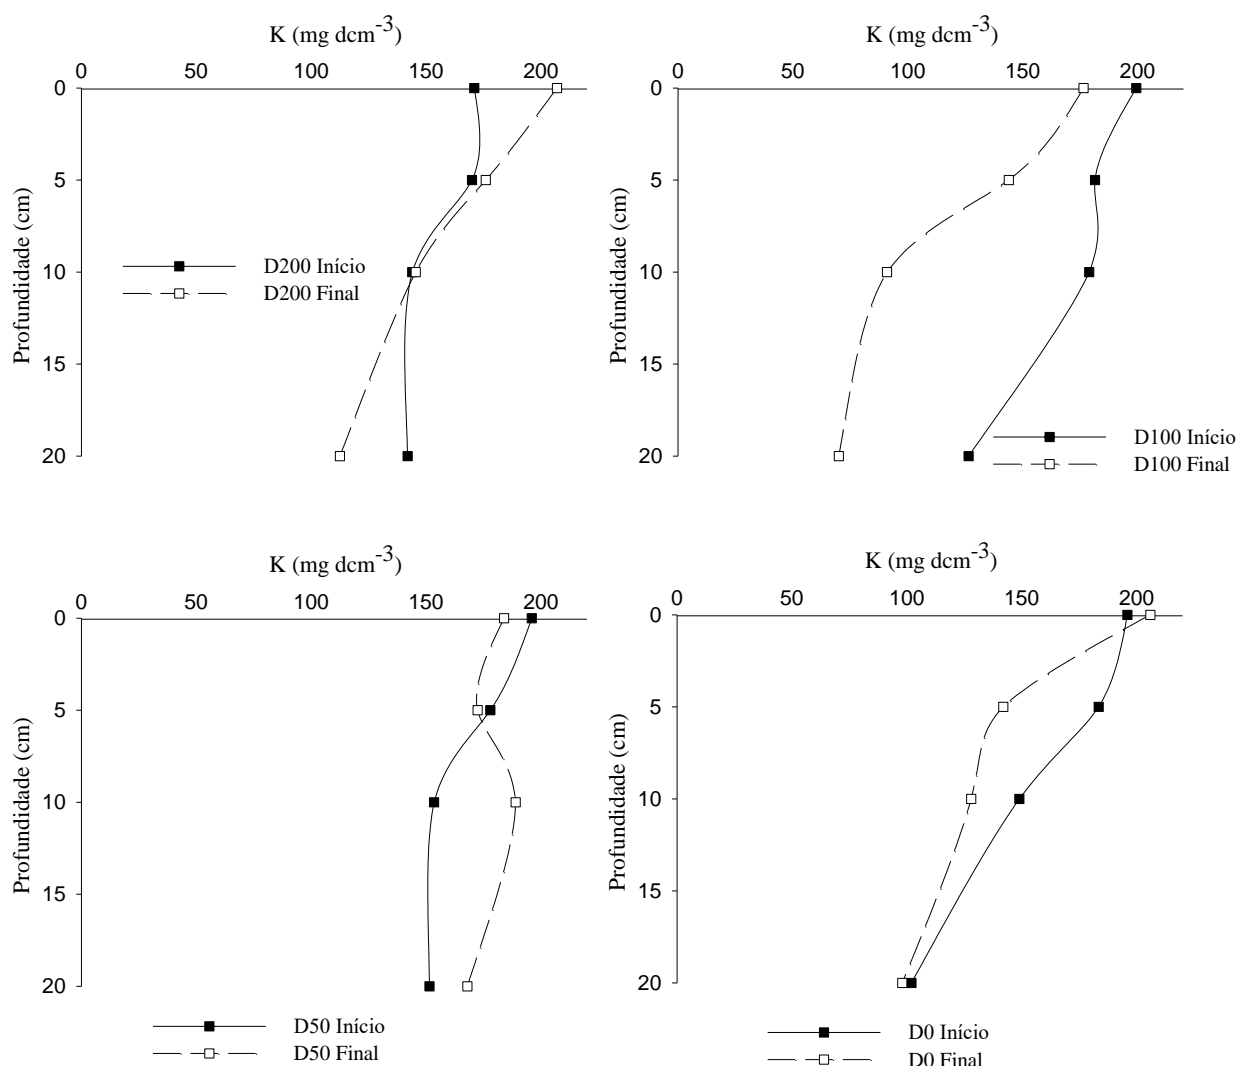 K (mg dcm-3)
0 50 100 150 200
0
5
10
15
20
Profundidade (cm)
D200 Início
D200 Final
K (mg dcm-3)
0 50 100 150 200
0
5
10
15
20
Profundidade (cm)
D100 Início
D100 Final
K (mg dcm-3)
0 50 100 150 200
0
5
10
15
20
Profundidade (cm)
D50 Início
D50 Final
K (mg dcm-3)
0 50 100 150 200
0
5
10
15
20
Profundidade (cm)
D0 Início
D0 Final